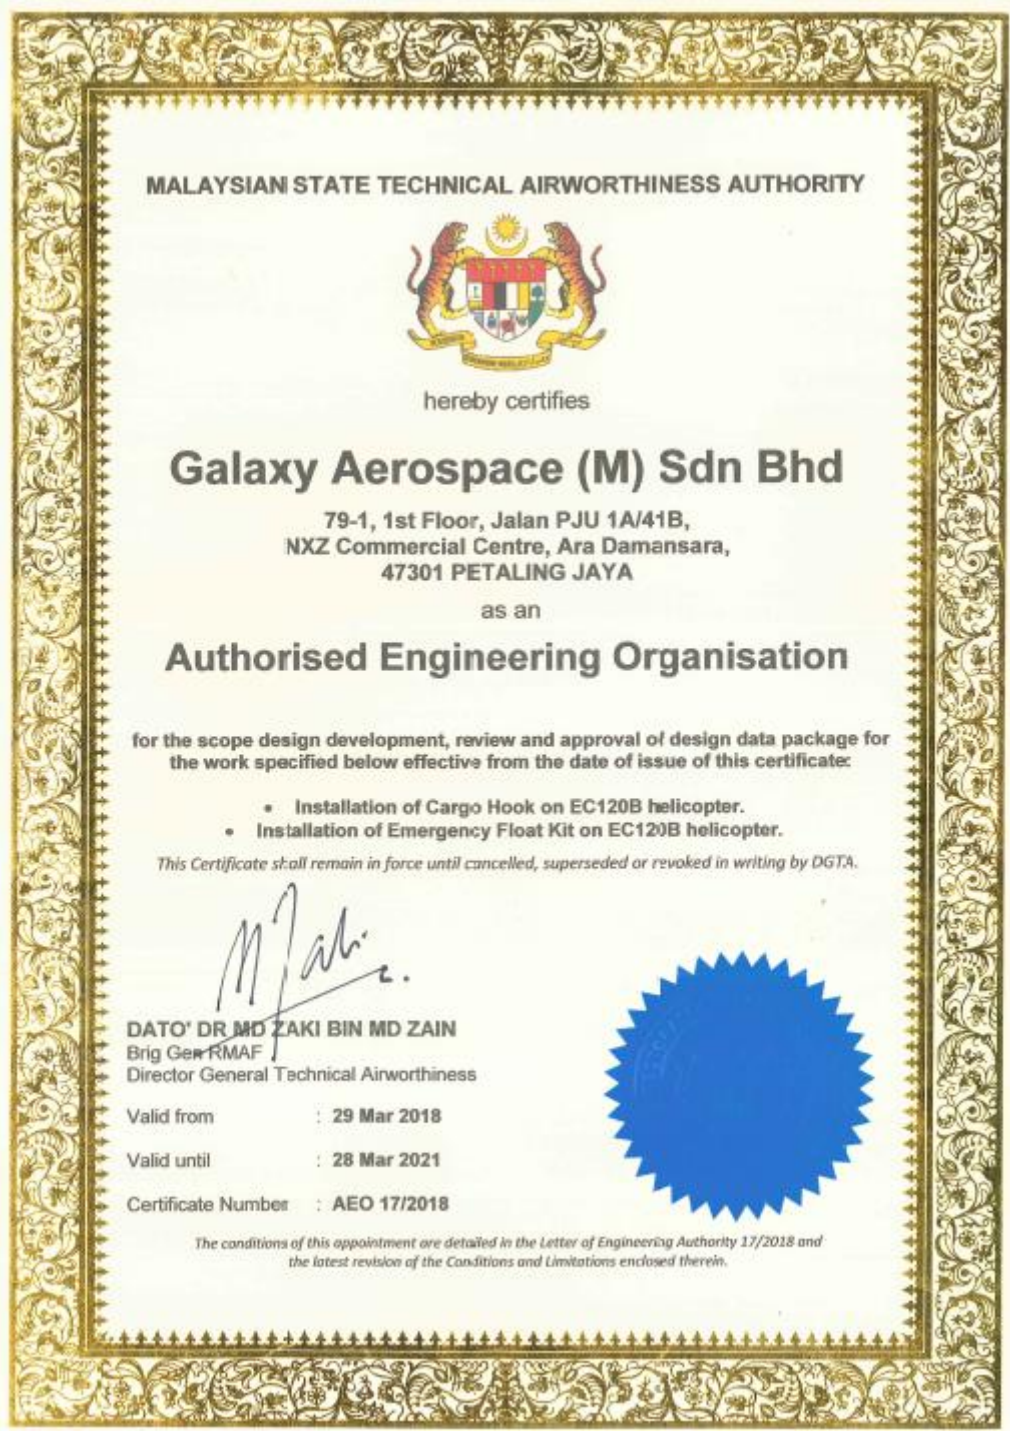 MALAYSIAN STATE TECHNICAL AIRWORTHINESS AUTHORITY
hereby certifies
Galaxy Aerospace (M) Sdn Bhd
79-1, 1st Floor, Jalan PJU 1A/41B,
NXZ Commercial Centre, Ara Damansara,
47301 PETALING JAYA
as an
Authorised Engineering Organisation
for the scope design development, review and approval of design data package for
the work specified below effective from the date of issue of this certificate:
• Installation of Cargo Hook on EC120B helicopter.
• Installation of Emergency Float Kit on EC120B helicopter.
This Certificate shall remain in force until cancelled, superseded or revoked in writing by DGTA.
DATO' DR MD ZAKI BIN MD ZAIN
Brig Gen RMAF
Director General Technical Airworthiness
Valid from : 29 Mar 2018
Valid until : 28 Mar 2021
Certificate Number : AEO 17/2018
The conditions of this appointment are detailed in the Letter of Engineering Authority 17/2018 and
the latest revision of the Conditions and Limitations enclosed therein.